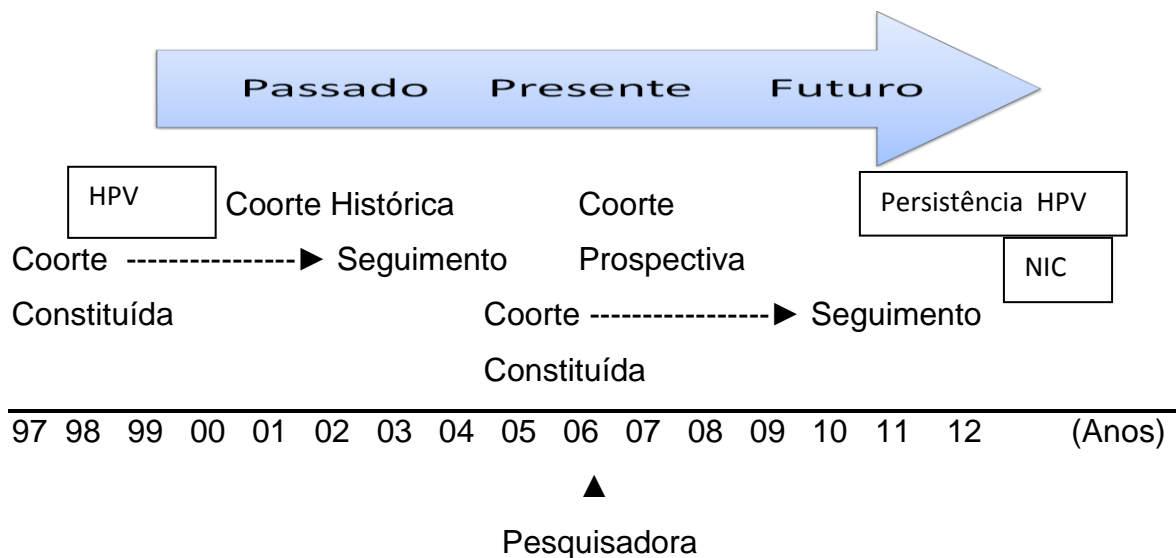 Passado Presente Futuro
HPV Coorte Histórica Coorte Persistência HPV
Coorte ----------------► Seguimento Prospectiva NIC
Constituída Coorte -----------------► Seguimento
Constituída
97 98 99 00 01 02 03 04 05 06 07 08 09 10 11 12 (Anos)
▲
Pesquisadora